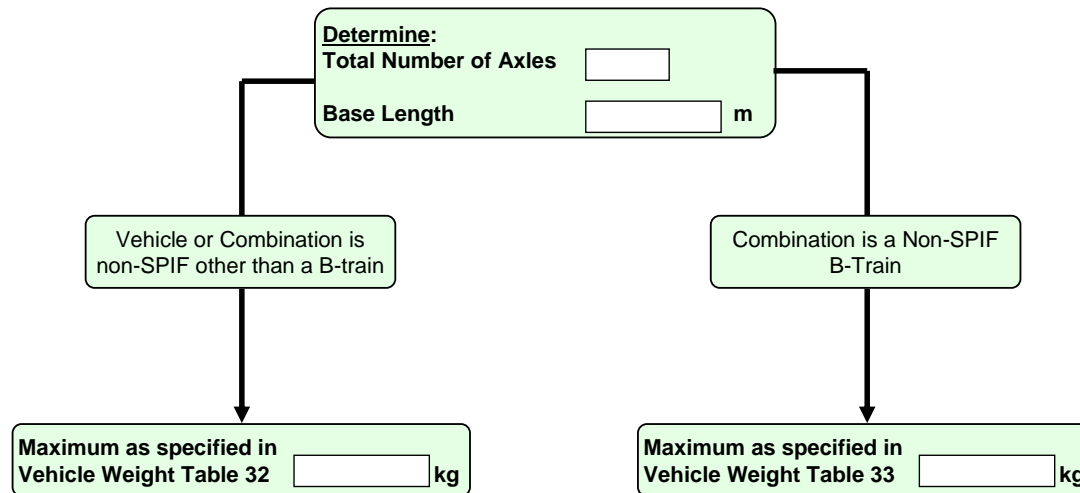 Determine:
Total Number of Axles
Base Length m
Vehicle or Combination is
non-SPIF other than a B-train
Combination is a Non-SPIF
B-Train
Maximum as specified in
Vehicle Weight Table 32 kg
Maximum as specified in
Vehicle Weight Table 33 kg